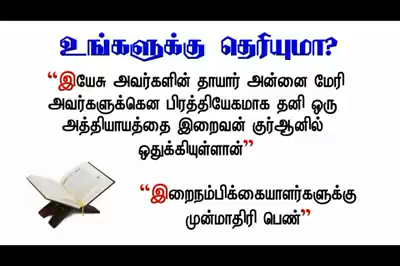 உங்களுக்கு தெரியுமா?
“இயேசு அவர்களின் தாயார் அன்னை மேரி
அவர்களுக்கென பிரத்தியேகமாக தனி ஒரு
அத்தியாயத்தை இறைவன் குர்ஆனில்
ஒதுக்கியுள்ளான்”
“இறைநம்பிக்கையாளர்களுக்கு
முன்மாதிரி பெண்”